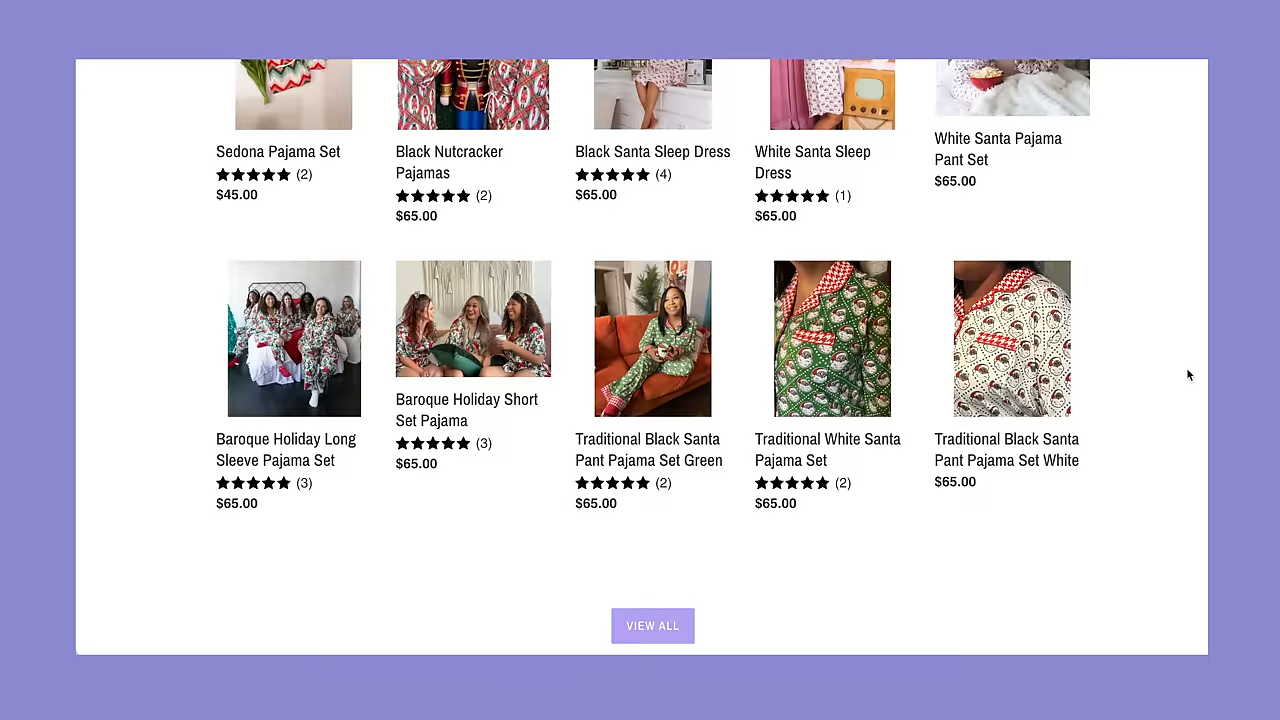 Sedona Pajama Set
(2)
$45.00
Black Nutcracker
Pajamas
(2)
$65.00
Black Santa Sleep Dress
(4)
$65.00
White Santa Sleep
Dress
(1)
$65.00
White Santa Pajama
Pant Set
$65.00
Baroque Holiday Long
Sleeve Pajama Set
(3)
$65.00
Baroque Holiday Short
Set Pajama
(3)
$65.00
Traditional Black Santa
Pant Pajama Set Green
(2)
$65.00
Traditional White Santa
Pajama Set
(2)
$65.00
Traditional Black Santa
Pant Pajama Set White
$65.00
VIEW ALL